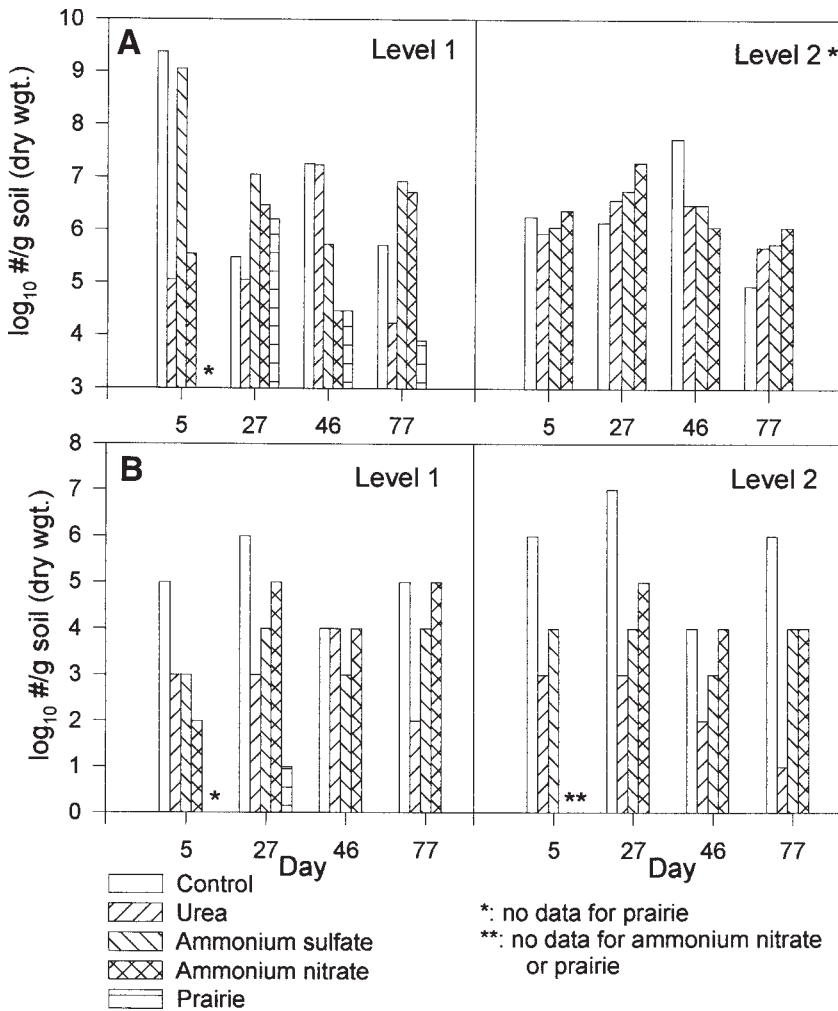 A
Level 1
Level 2 *
log10 #/g soil (dry wgt.)
10
9
8
7
6
5
4
3
*
5 27 46 77 5 27 46 77
B
Level 1
Level 2
log10 #/g soil (dry wgt.)
8
7
6
5
4
3
2
1
0
*
**
5 27 46 77 5 27 46 77
Day Day
Control
Urea
Ammonium sulfate
Ammonium nitrate
Prairie
*: no data for prairie
**: no data for ammonium nitrate
or prairie